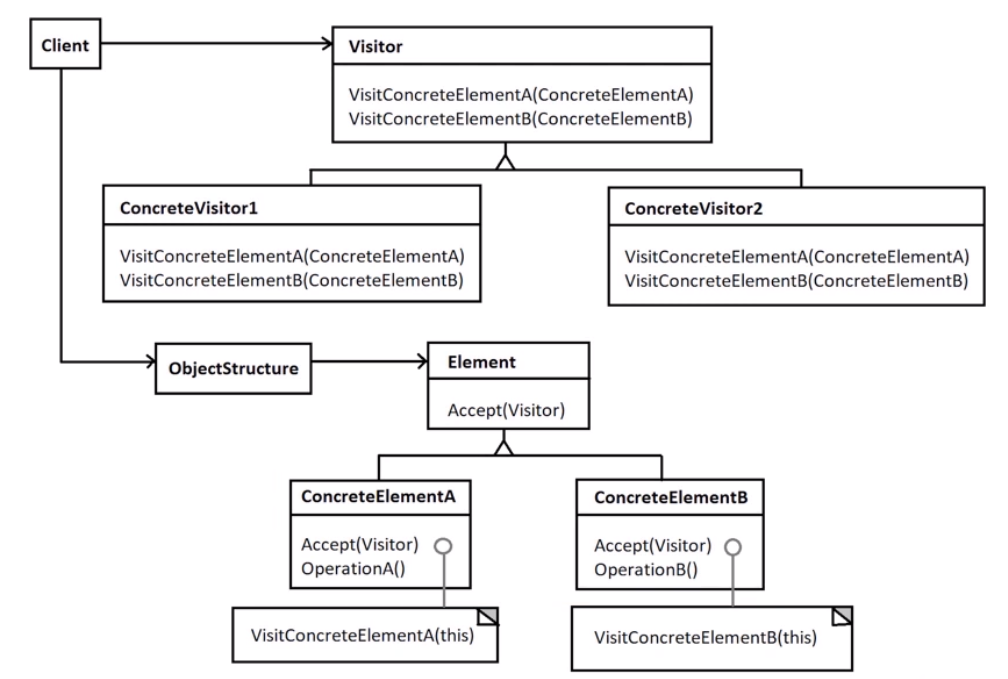 Client
Visitor
VisitConcreteElementA(ConcreteElementA)
VisitConcreteElementB(ConcreteElementB)
ConcreteVisitor1
VisitConcreteElementA(ConcreteElementA)
VisitConcreteElementB(ConcreteElementB)
ConcreteVisitor2
VisitConcreteElementA(ConcreteElementA)
VisitConcreteElementB(ConcreteElementB)
ObjectStructure
Element
Accept(Visitor)
ConcreteElementA
Accept(Visitor)
OperationA()
ConcreteElementB
Accept(Visitor)
OperationB()
VisitConcreteElementA(this)
VisitConcreteElementB(this)